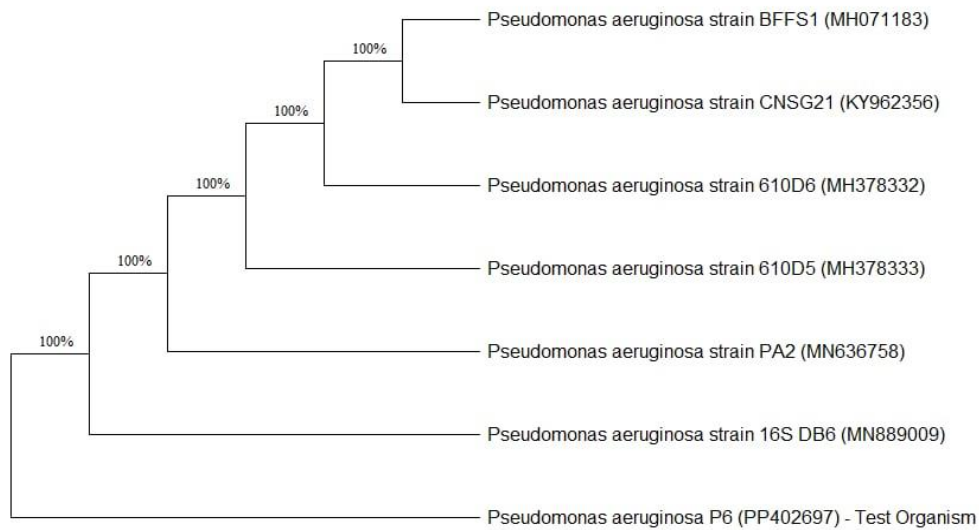 Pseudomonas aeruginosa strain BFFS1 (MH071183)
100%
Pseudomonas aeruginosa strain CNSG21 (KY962356)
100%
Pseudomonas aeruginosa strain 610D6 (MH378332)
100%
Pseudomonas aeruginosa strain 610D5 (MH378333)
100%
Pseudomonas aeruginosa strain PA2 (MN636758)
100%
Pseudomonas aeruginosa strain 16S DB6 (MN889009)
Pseudomonas aeruginosa P6 (PP402697) - Test Organism